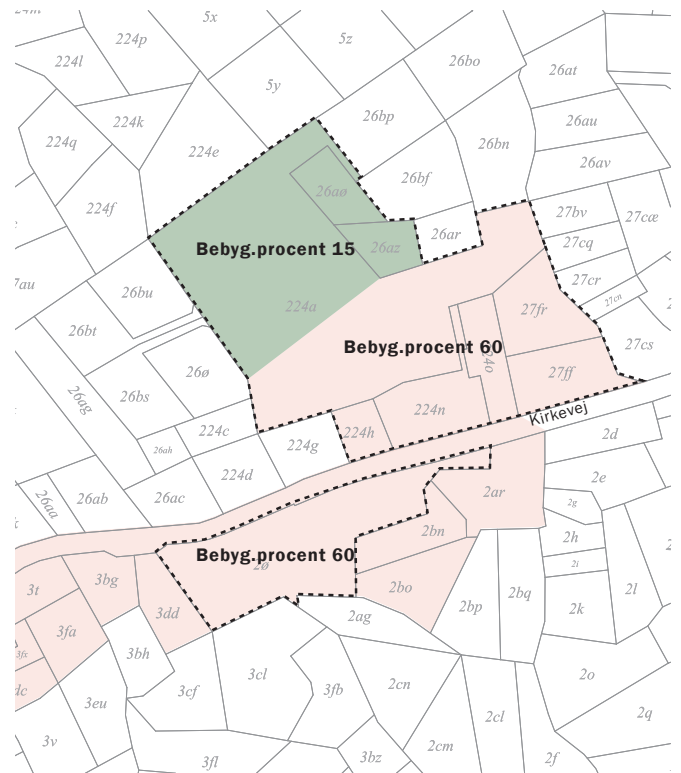 5x
224p
5z
224l
26bo
26at
5y
26bp
224k
26au
224q
26bn
224e
26av
26bf
26aø
224f
27bv
27cæ
26ar
27cq
26az
Bebyg.procent 15
7au
27cr
26bu
27cn
224a
27fr
26bt
Bebyg.procent 60
27cs
224o
26ø
27ff
26bs
26ag
224n
Kirkevej
224c
224h
2d
224g
26ah
224d
2e
26ab
26ac
2ar
26aa
2g
2bn
2h
Bebyg.procent 60
2ø
2i
3bg
3t
2bo
2bq
2l
2bp
2k
3dd
2ag
3fa
3bh
3fx
2o
3cl
2cn
dc
3cf
3fb
3eu
2q
2cl
3v
2cm
3bz
2f
3fl